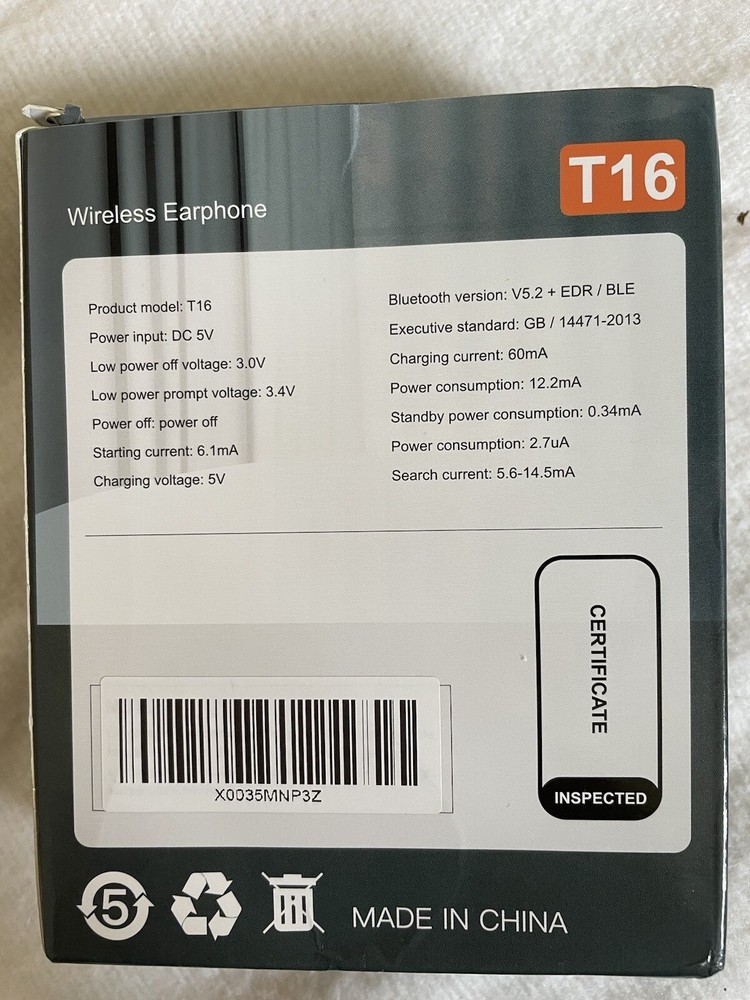 T16
Wireless Earphone
Product model: T16
Power input: DC 5V
Low power off voltage: 3.0V
Low power prompt voltage: 3.4V
Power off: power off
Starting current: 6.1mA
Charging voltage: 5V
Bluetooth version: V5.2 + EDR / BLE
Executive standard: GB / 14471-2013
Charging current: 60mA
Power consumption: 12.2mA
Standby power consumption: 0.34mA
Power consumption: 2.7uA
Search current: 5.6-14.5mA
CERTIFICATE
INSPECTED
X0035MNP3Z
5
MADE IN CHINA